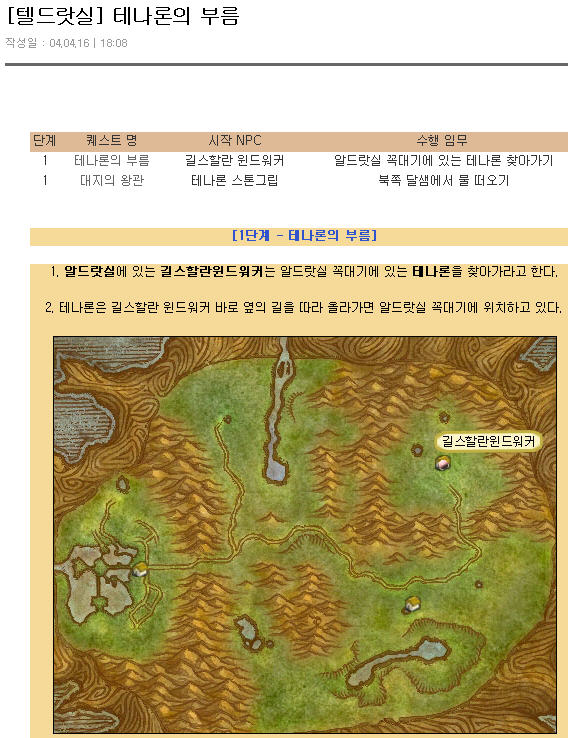 [텔드랏실] 테나론의 부름
작성일 : 04.04.16 | 18:08
단계 퀘스트 명 시작 NPC 수행 임무
1 테나론의 부름 길스할란 윈드워커 알드랏실 꼭대기에 있는 테나론 찾아가기
1 대지의 왕관 테나론 스톤그립 북쪽 달샘에서 물 떠오기
[1단계 - 테나론의 부름]
1. 알드랏실에 있는 길스할란윈드워커는 알드랏실 꼭대기에 있는 테나론을 찾아가라고 한다.
2. 테나론은 길스할란 윈드워커 바로 옆의 길을 따라 올라가면 알드랏실 꼭대기에 위치하고 있다.
길스할란윈드워커